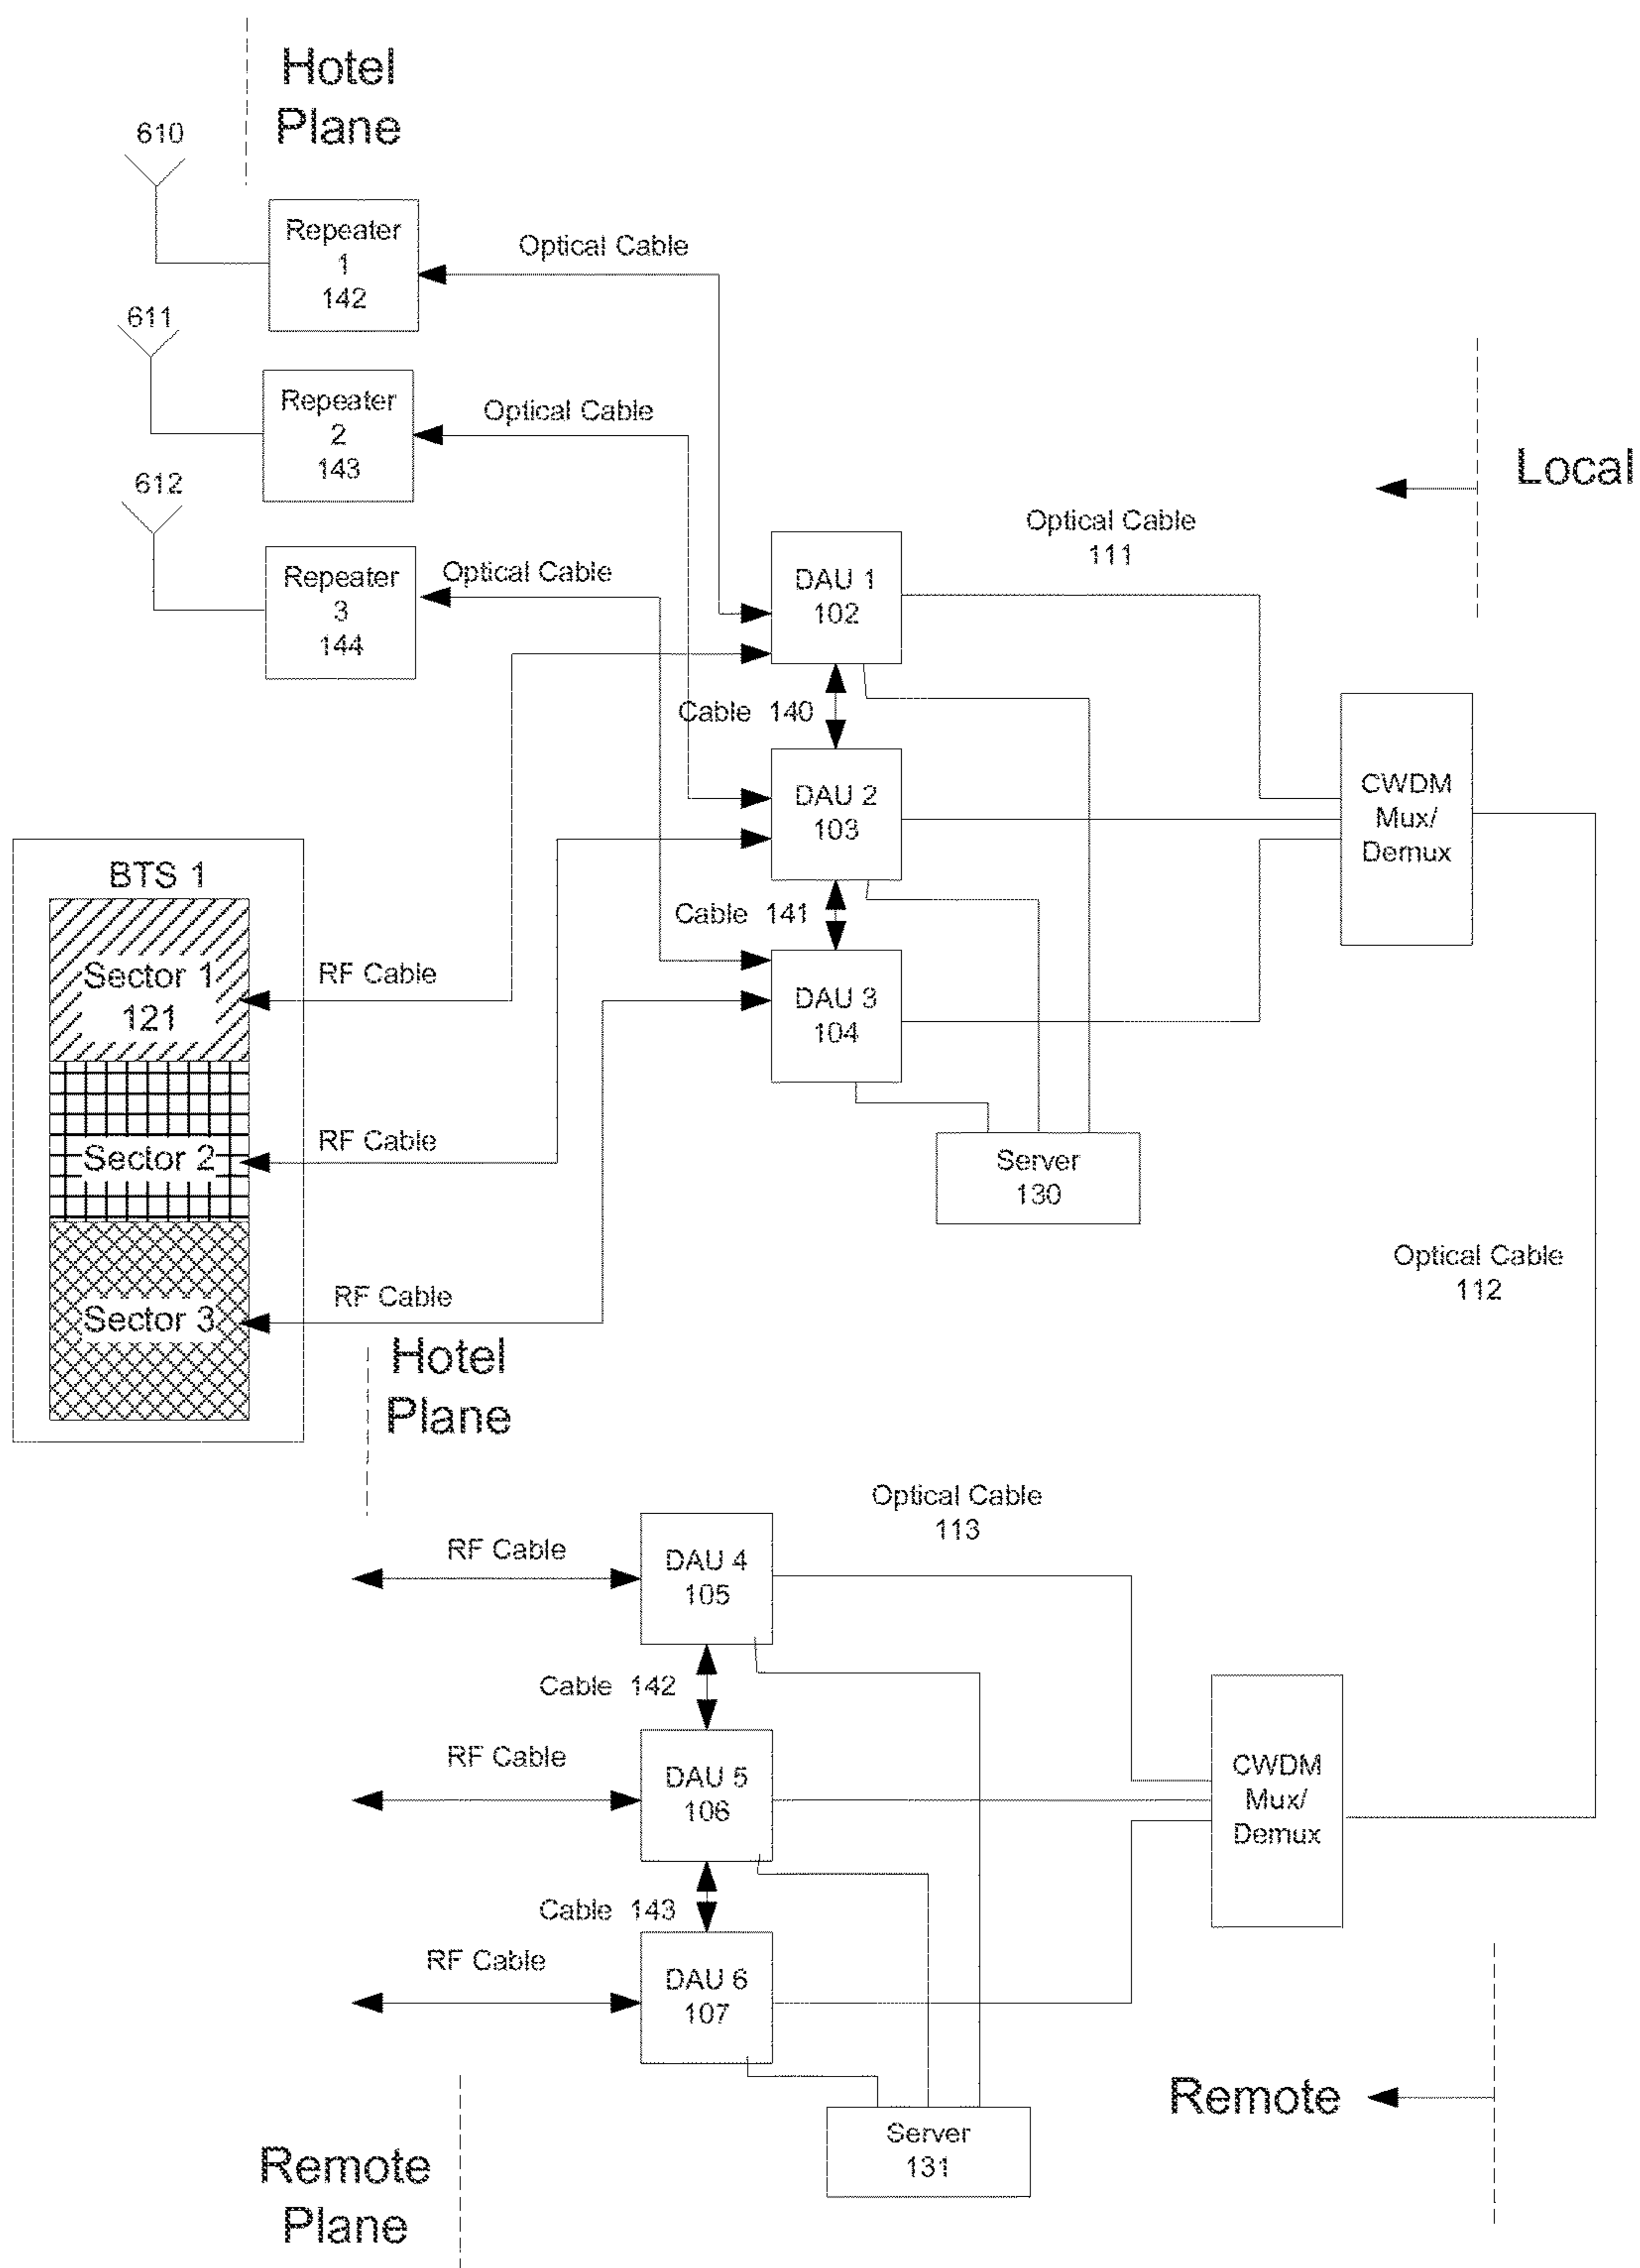 Hotel
Plane
610
Repeater
1
142
Optical Cable
611
Repeater
2
143
Optical Cable
612
Repeater
3
144
Optical Cable
Local
Optical Cable
111
DAU 1
102
Cable 140
DAU 2
103
CWDM
Mux/
Demux
Cable 141
DAU 3
104
BTS 1
Sector 1
121
RF Cable
Sector 2
RF Cable
Sector 3
RF Cable
Server
130
Optical Cable
112
Hotel
Plane
Optical Cable
113
RF Cable
DAU 4
105
Cable 142
RF Cable
DAU 5
106
CWDM
Mux/
Demux
Cable 143
RF Cable
DAU 6
107
Remote
Server
131
Remote
Plane